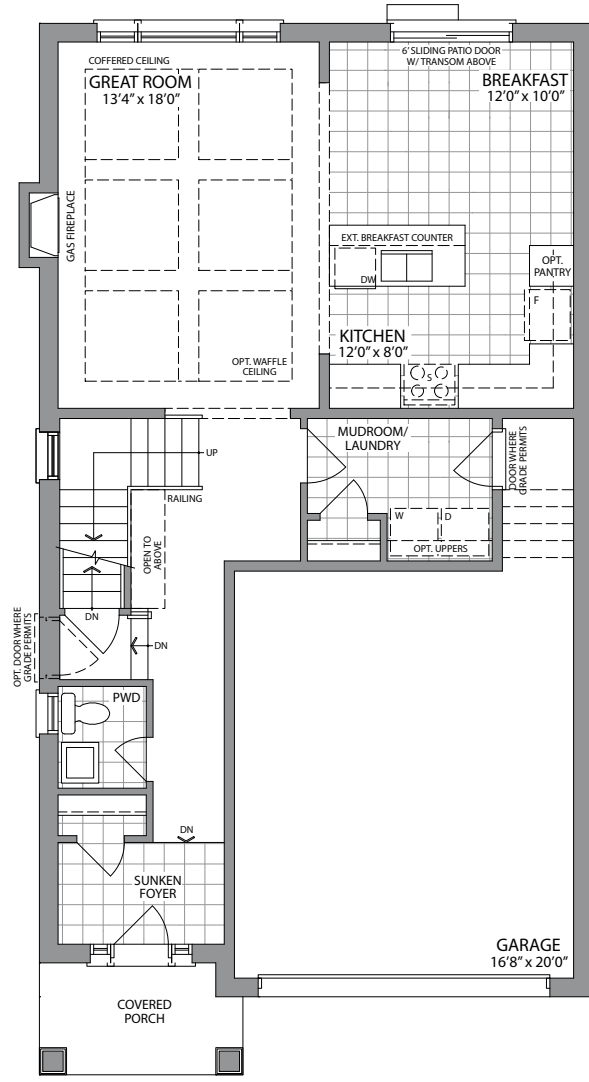 COFFERED CEILING
GREAT ROOM
13'4" x 18'0"
6' SLIDING PATIO DOOR
W/ TRANSOM ABOVE
BREAKFAST
12'0" x 10'0"
GAS FIREPLACE
EXT. BREAKFAST COUNTER
DW
OPT.
PANTRY
F
KITCHEN
12'0" x 8'0"
S
OPT. WAFFLE
CEILING
UP
RAILING
OPEN TO
ABOVE
MUDROOM/
LAUNDRY
DOOR WHERE
GRADE PERMITS
W
D
OPT. UPPERS
DN
DN
OPT. DOOR WHERE
GRADE PERMITS
PWD
DN
SUNKEN
FOYER
GARAGE
16'8" x 20'0"
COVERED
PORCH